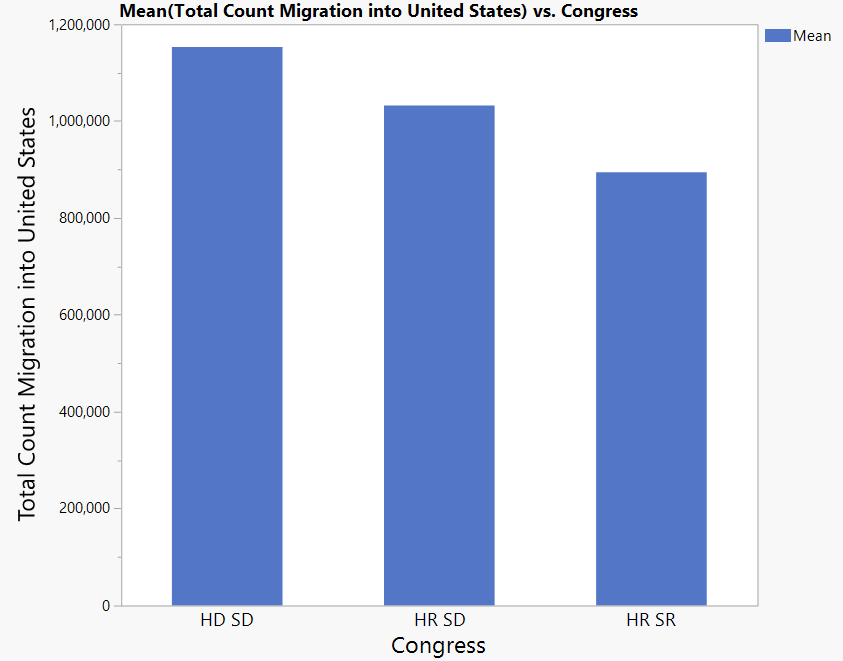 Mean(Total Count Migration into United States) vs. Congress
Mean
Total Count Migration into United States
1,200,000
1,000,000
800,000
600,000
400,000
200,000
0
HD SD
HR SD
HR SR
Congress